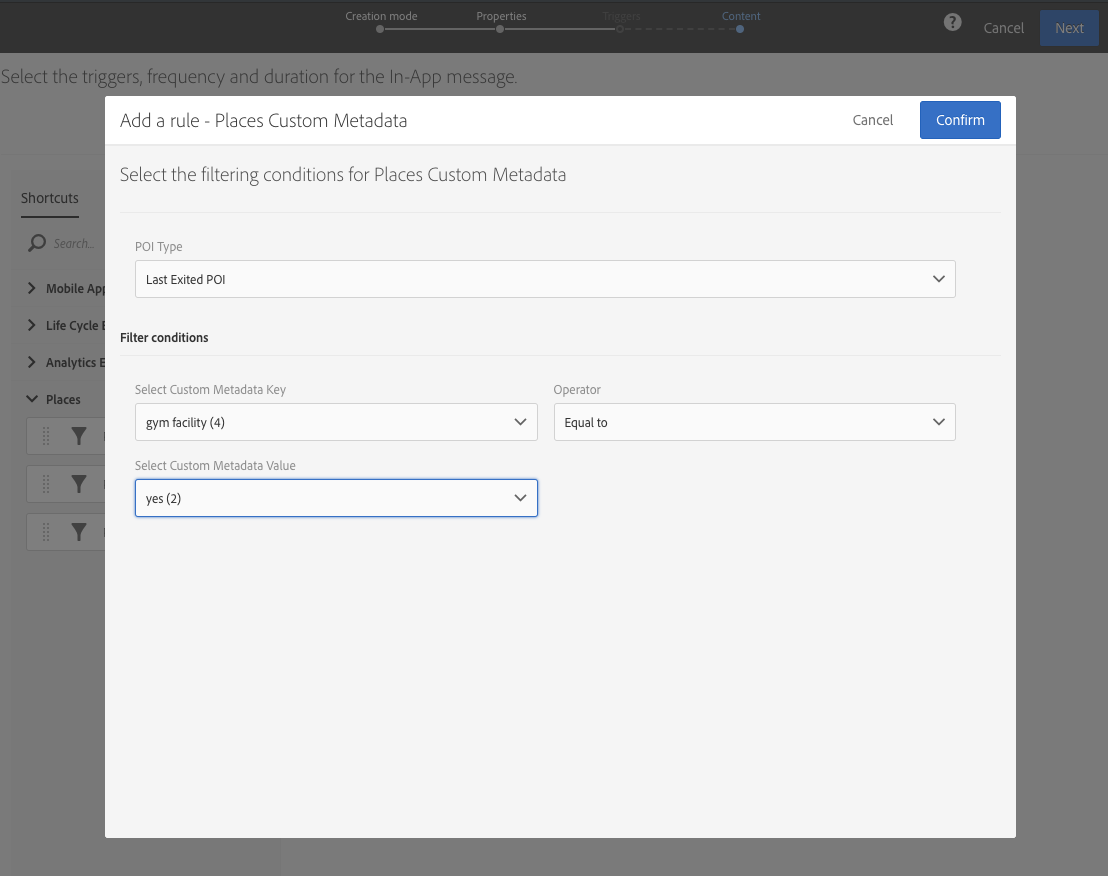 Creation mode
Properties
Triggers
Content
?
Cancel
Next
Select the triggers, frequency and duration for the In-App message.
Add a rule - Places Custom Metadata
Cancel
Confirm
Select the filtering conditions for Places Custom Metadata
Shortcuts
Search...
Mobile App
Life Cycle
Analytics
Places
POI Type
Last Exited POI
Filter conditions
Select Custom Metadata Key
Operator
gym facility (4)
Equal to
Select Custom Metadata Value
yes (2)